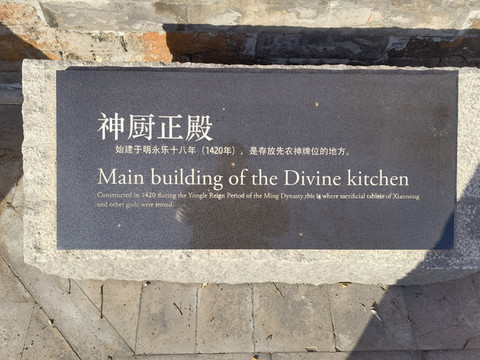 神厨正殿
始建于明永乐十八年（1420年），是存放先农神牌位的地方。
Main building of the Divine kitchen
Constructed in 1420 during the Yongle Reign Period of the Ming Dynasty,this is where sacrificial tablets of Xiannong
and other gods were stored.